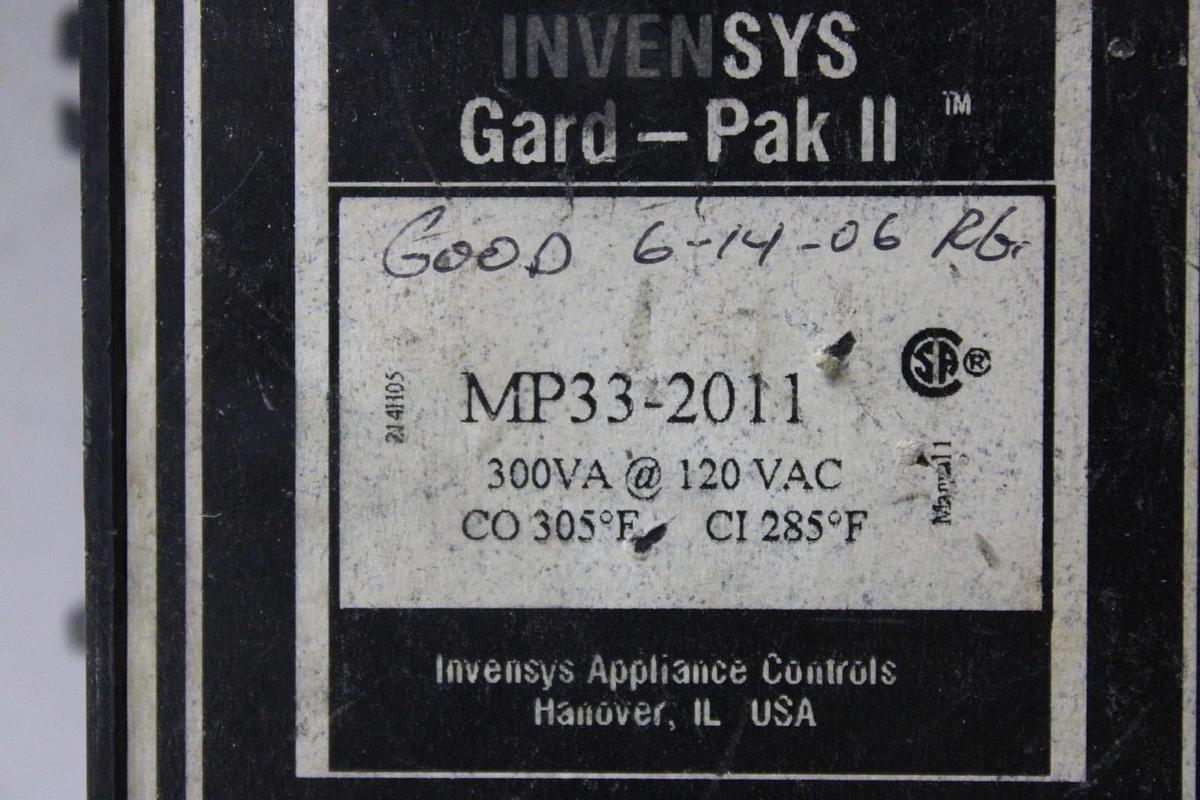 INVENSYS
Gard – Pak II ™
GOOD 6-14-06 RG.
214H05
MP33-2011
SA ®
300VA @ 120 VAC
CO 305°F CI 285°F
Invensys Appliance Controls
Hanover, IL USA